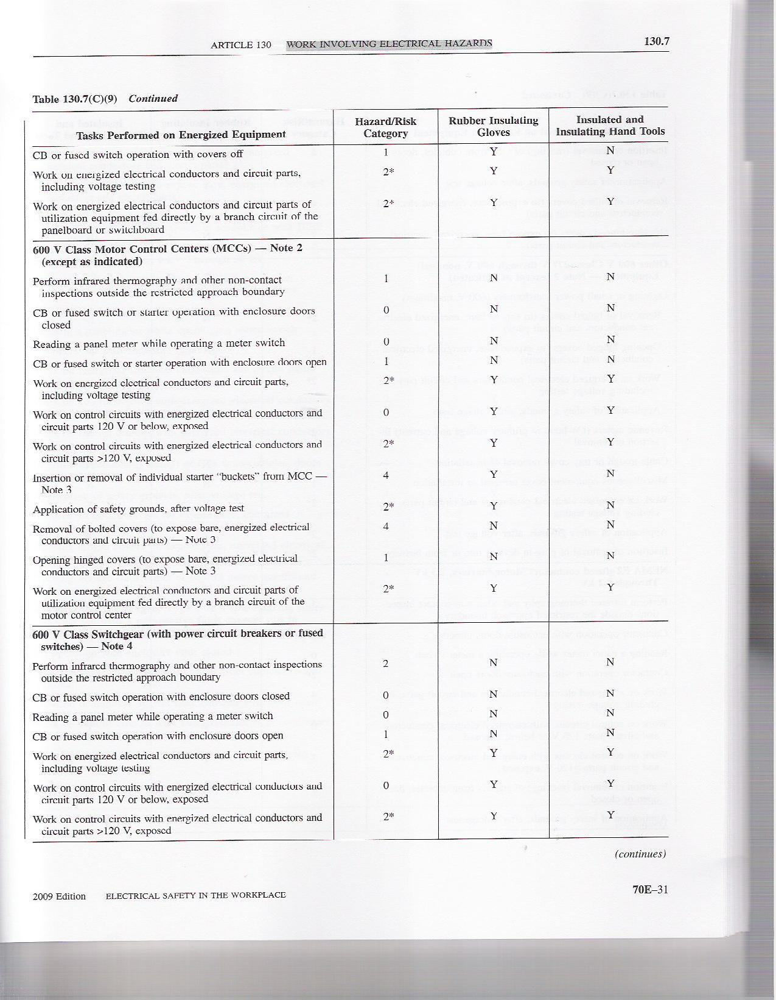 ARTICLE 130 WORK INVOLVING ELECTRICAL HAZARDS 130.7
Table 130.7(C)(9) Continued
Tasks Performed on Energized Equipment Hazard/Risk Category Rubber Insulating Gloves Insulated and Insulating Hand Tools
CB or fused switch operation with covers off 1 Y N
Work on energized electrical conductors and circuit parts, 2* Y Y
including voltage testing
Work on energized electrical conductors and circuit parts of 2* Y Y
utilization equipment fed directly by a branch circuit of the
panelboard or switchboard
600 V Class Motor Control Centers (MCCs) — Note 2
(except as indicated)
Perform infrared thermography and other non-contact 1 N N
inspections outside the restricted approach boundary
CB or fused switch or starter operation with enclosure doors 0 N N
closed
Reading a panel meter while operating a meter switch 0 N N
CB or fused switch or starter operation with enclosure doors open 1 N N
Work on energized electrical conductors and circuit parts, 2* Y Y
including voltage testing
Work on control circuits with energized electrical conductors and 0 Y Y
circuit parts 120 V or below, exposed
Work on control circuits with energized electrical conductors and 2* Y Y
circuit parts >120 V, exposed
Insertion or removal of individual starter “buckets” from MCC — 4 Y N
Note 3
Application of safety grounds, after voltage test 2* Y N
Removal of bolted covers (to expose bare, energized electrical 4 N N
conductors and circuit parts) — Note 3
Opening hinged covers (to expose bare, energized electrical 1 N N
conductors and circuit parts) — Note 3
Work on energized electrical conductors and circuit parts of 2* Y Y
utilization equipment fed directly by a branch circuit of the
motor control center
600 V Class Switchgear (with power circuit breakers or fused
switches) — Note 4
Perform infrared thermography and other non-contact inspections 2 N N
outside the restricted approach boundary
CB or fused switch operation with enclosure doors closed 0 N N
Reading a panel meter while operating a meter switch 0 N N
CB or fused switch operation with enclosure doors open 1 N N
Work on energized electrical conductors and circuit parts, 2* Y Y
including voltage testing
Work on control circuits with energized electrical conductors and 0 Y Y
circuit parts 120 V or below, exposed
Work on control circuits with energized electrical conductors and 2* Y Y
circuit parts >120 V, exposed
(continues)
2009 Edition ELECTRICAL SAFETY IN THE WORKPLACE 70E–31